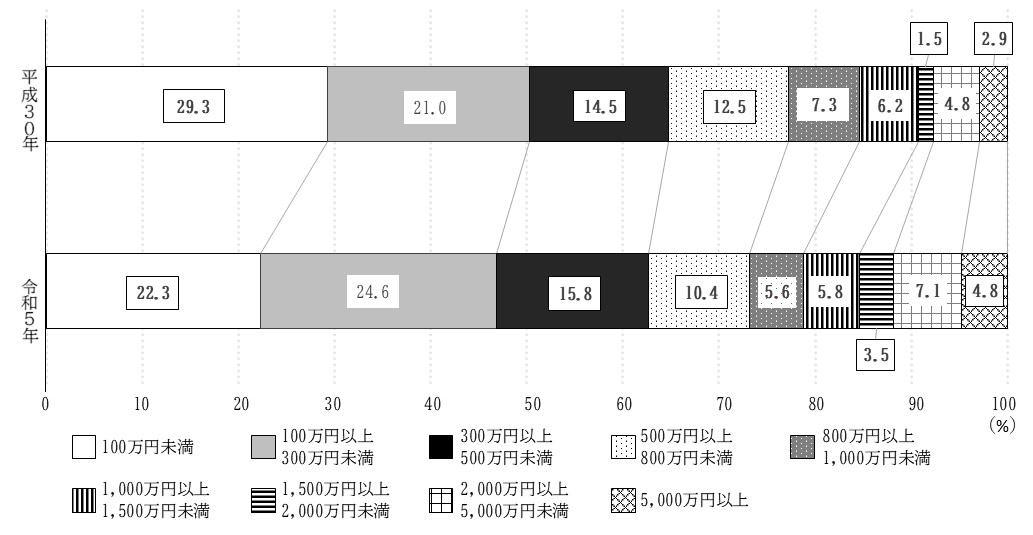 1.5
2.9
平成30年
29.3
21.0
14.5
12.5
7.3
6.2
4.8
令和5年
22.3
24.6
15.8
10.4
5.6
5.8
7.1
4.8
3.5
0 10 20 30 40 50 60 70 80 90 100
(%)
100万円未満
100万円以上
300万円未満
300万円以上
500万円未満
500万円以上
800万円未満
800万円以上
1,000万円未満
1,000万円以上
1,500万円未満
1,500万円以上
2,000万円未満
2,000万円以上
5,000万円未満
5,000万円以上